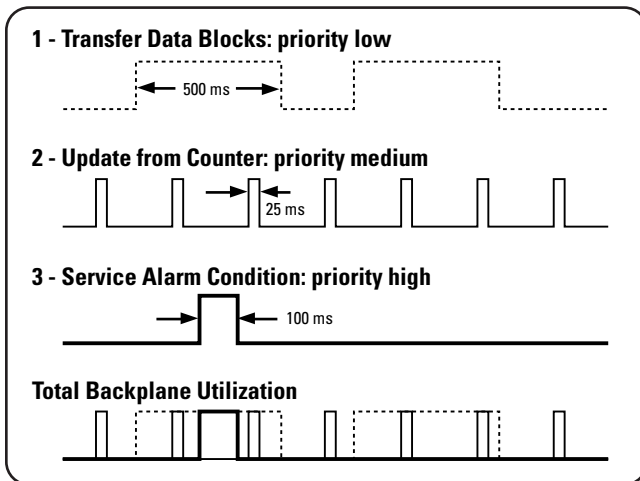 1 - Transfer Data Blocks: priority low
500 ms
2 - Update from Counter: priority medium
25 ms
3 - Service Alarm Condition: priority high
100 ms
Total Backplane Utilization